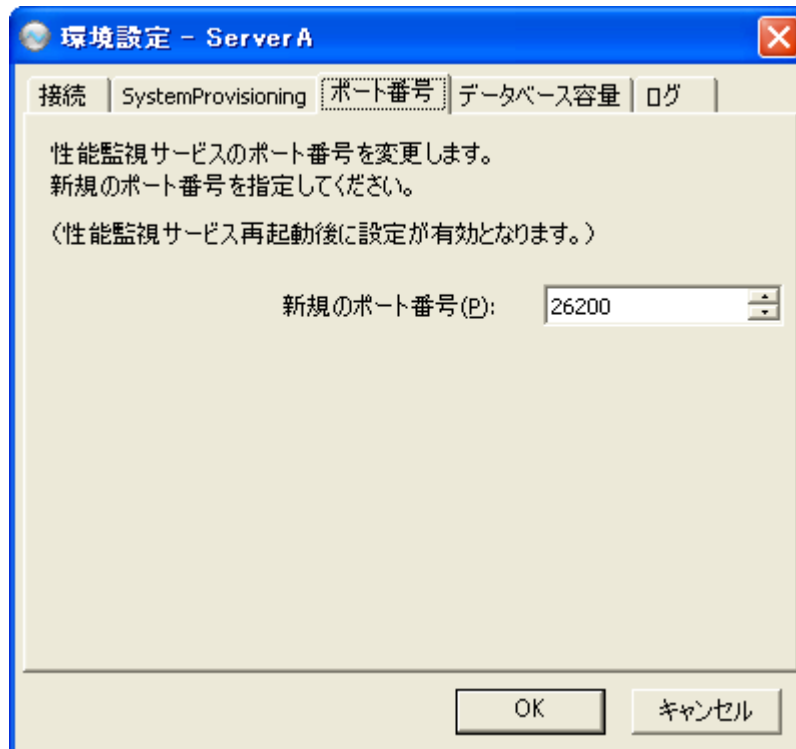 環境設定 - ServerA
接続 SystemProvisioning ポート番号 データベース容量 ログ
性能監視サービスのポート番号を変更します。
新規のポート番号を指定してください。
(性能監視サービス再起動後に設定が有効となります。)
新規のポート番号(P): 26200
OK キャンセル